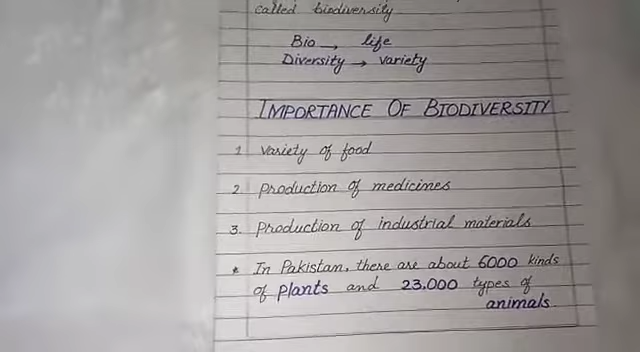 called biodiversity
Bio → life
Diversity → variety
IMPORTANCE OF BIODIVERSITY
1. Variety of food
2. Production of medicines
3. Production of industrial materials
* In Pakistan, there are about 6000 kinds
of plants and 23,000 types of
animals